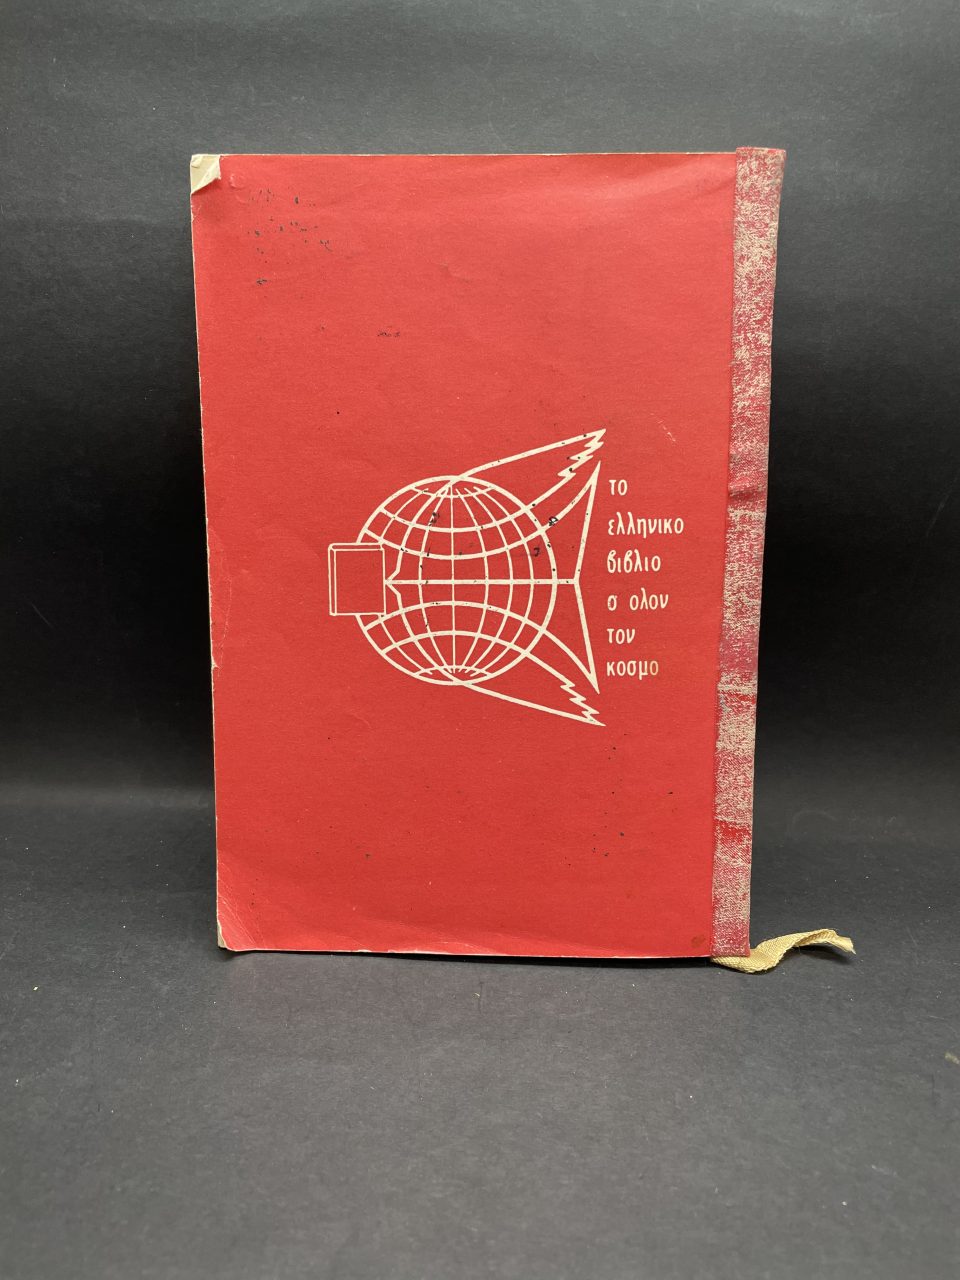 το
ελληνικο
βιβλιο
σ ολον
τον
κοσμο